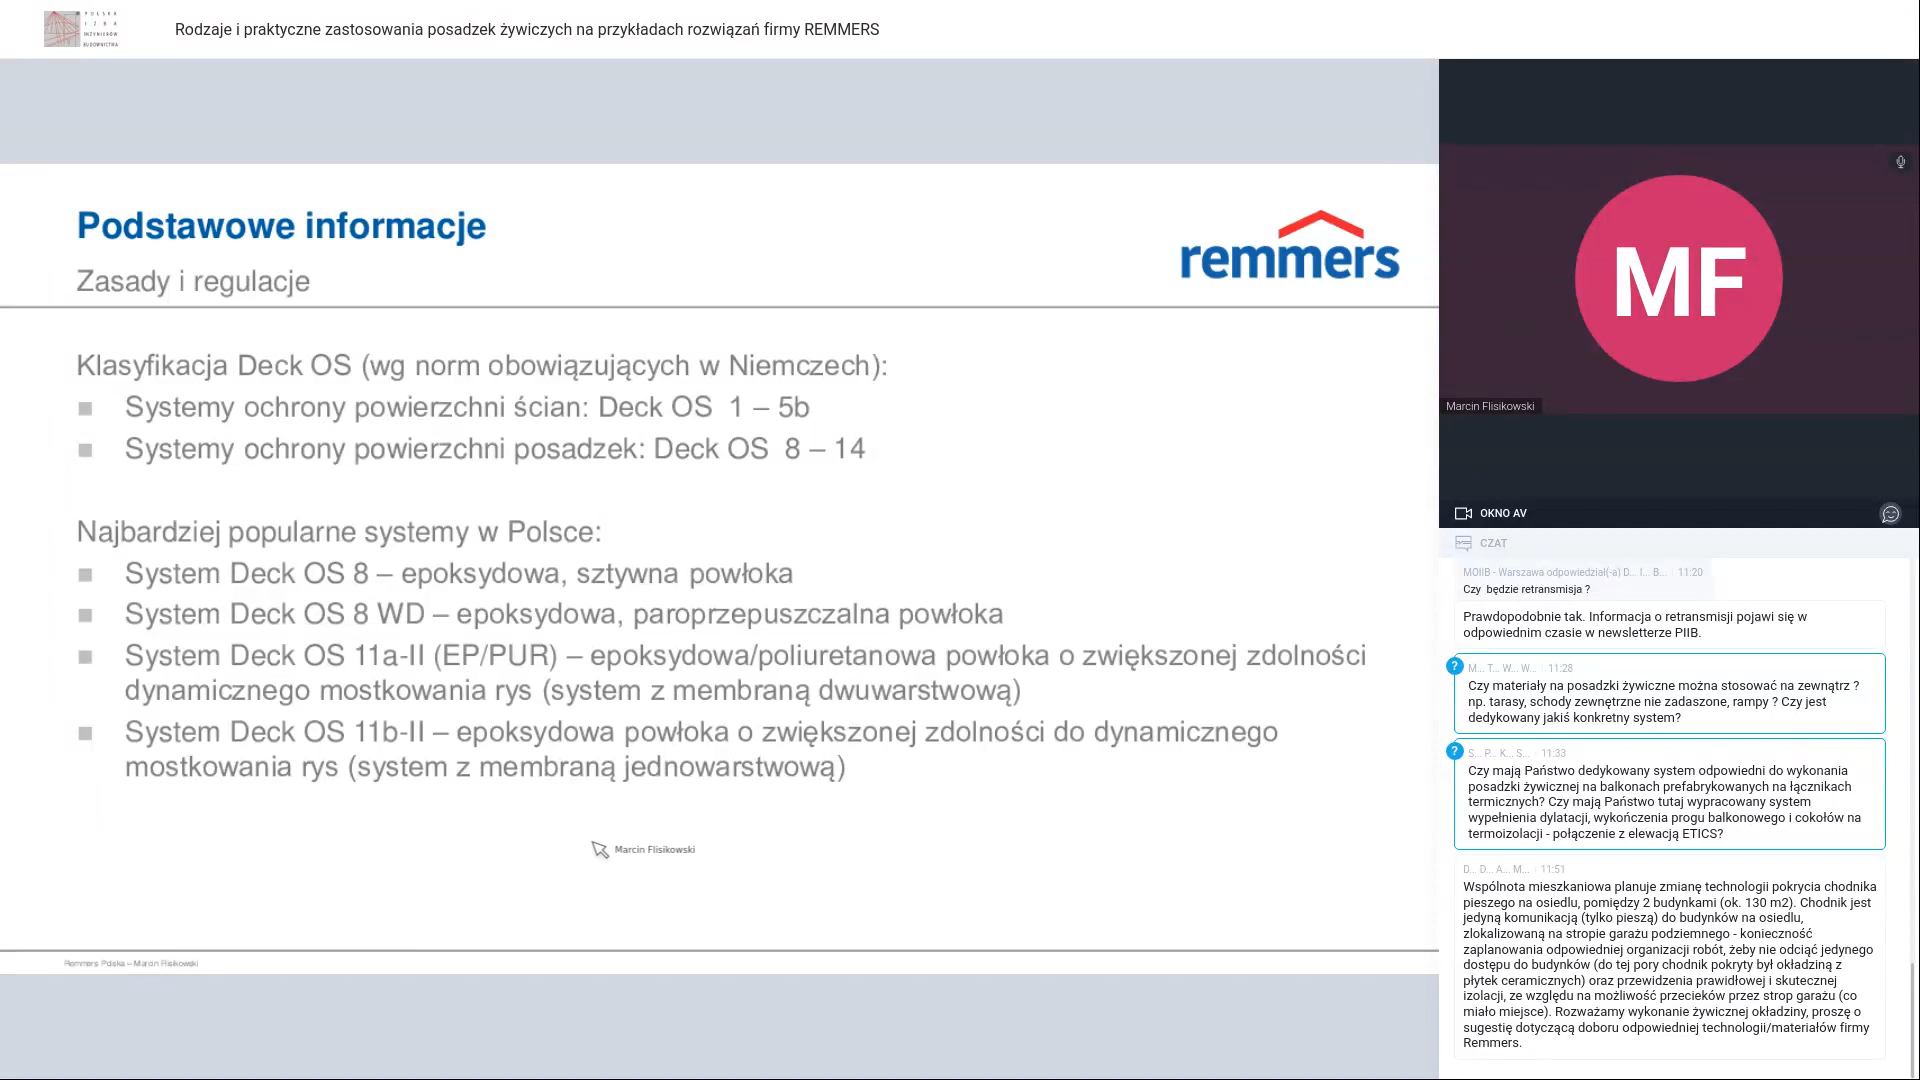 POLSKA
IZBA
INŻYNIERÓW
BUDOWNICTWA
Rodzaje i praktyczne zastosowania posadzek żywiczych na przykładach rozwiązań firmy REMMERS
Podstawowe informacje
Zasady i regulacje
remmers
Klasyfikacja Deck OS (wg norm obowiązujących w Niemczech):
Systemy ochrony powierzchni ścian: Deck OS 1 – 5b
Systemy ochrony powierzchni posadzek: Deck OS 8 – 14
Najbardziej popularne systemy w Polsce:
System Deck OS 8 – epoksydowa, sztywna powłoka
System Deck OS 8 WD – epoksydowa, paroprzepuszczalna powłoka
System Deck OS 11a-II (EP/PUR) – epoksydowa/poliuretanowa powłoka o zwiększonej zdolności
dynamicznego mostkowania rys (system z membraną dwuwarstwową)
System Deck OS 11b-II – epoksydowa powłoka o zwiększonej zdolności do dynamicznego
mostkowania rys (system z membraną jednowarstwową)
Marcin Flisikowski
Remmers Polska – Marcin Flisikowski
MF
Marcin Flisikowski
OKNO AV
CZAT
MOIIB - Warszawa odpowiedział(-a) D... I... B... 11:20
Czy będzie retransmisja ?
Prawdopodobnie tak. Informacja o retransmisji pojawi się w
odpowiednim czasie w newsletterze PIIB.
? M... T... W... W... 11:28
Czy materiały na posadzki żywiczne można stosować na zewnątrz ?
np. tarasy, schody zewnętrzne nie zadaszone, rampy ? Czy jest
dedykowany jakiś konkretny system?
? S... P... K... S... 11:33
Czy mają Państwo dedykowany system odpowiedni do wykonania
posadzki żywicznej na balkonach prefabrykowanych na łącznikach
termicznych? Czy mają Państwo tutaj wypracowany system
wypełnienia dylatacji, wykończenia progu balkonowego i cokołów na
termoizolacji - połączenie z elewacją ETICS?
D... D... A... M... 11:51
Wspólnota mieszkaniowa planuje zmianę technologii pokrycia chodnika
pieszego na osiedlu, pomiędzy 2 budynkami (ok. 130 m2). Chodnik jest
jedyną komunikacją (tylko pieszą) do budynków na osiedlu,
zlokalizowaną na stropie garażu podziemnego - konieczność
zaplanowania odpowiedniej organizacji robót, żeby nie odciąć jedynego
dostępu do budynków (do tej pory chodnik pokryty był okładziną z
płytek ceramicznych) oraz przewidzenia prawidłowej i skutecznej
izolacji, ze względu na możliwość przecieków przez strop garażu (co
miało miejsce). Rozważamy wykonanie żywicznej okładziny, proszę o
sugestię dotyczącą doboru odpowiedniej technologii/materiałów firmy
Remmers.